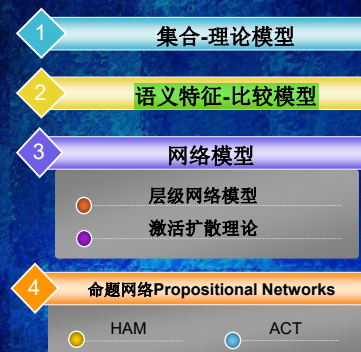 1 集合-理论模型
2 语义特征-比较模型
3 网络模型
层级网络模型
激活扩散理论
4 命题网络Propositional Networks
HAM ACT